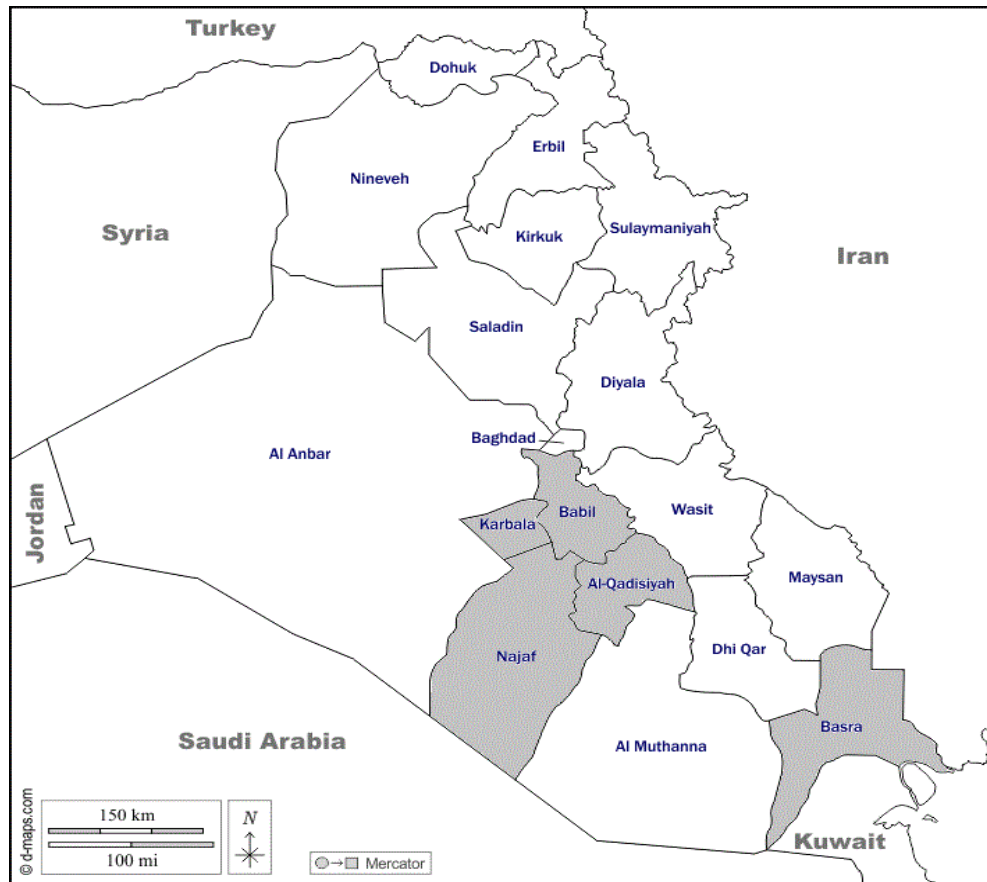 Turkey
Dohuk
Erbil
Nineveh
Syria
Kirkuk
Sulaymaniyah
Iran
Saladin
Diyala
Baghdad
Al Anbar
Jordan
Karbala
Babil
Wasit
Al-Qadisiyah
Maysan
Najaf
Dhi Qar
Saudi Arabia
Al Muthanna
Basra
Kuwait
© d-maps.com
150 km
100 mi
N
Mercator